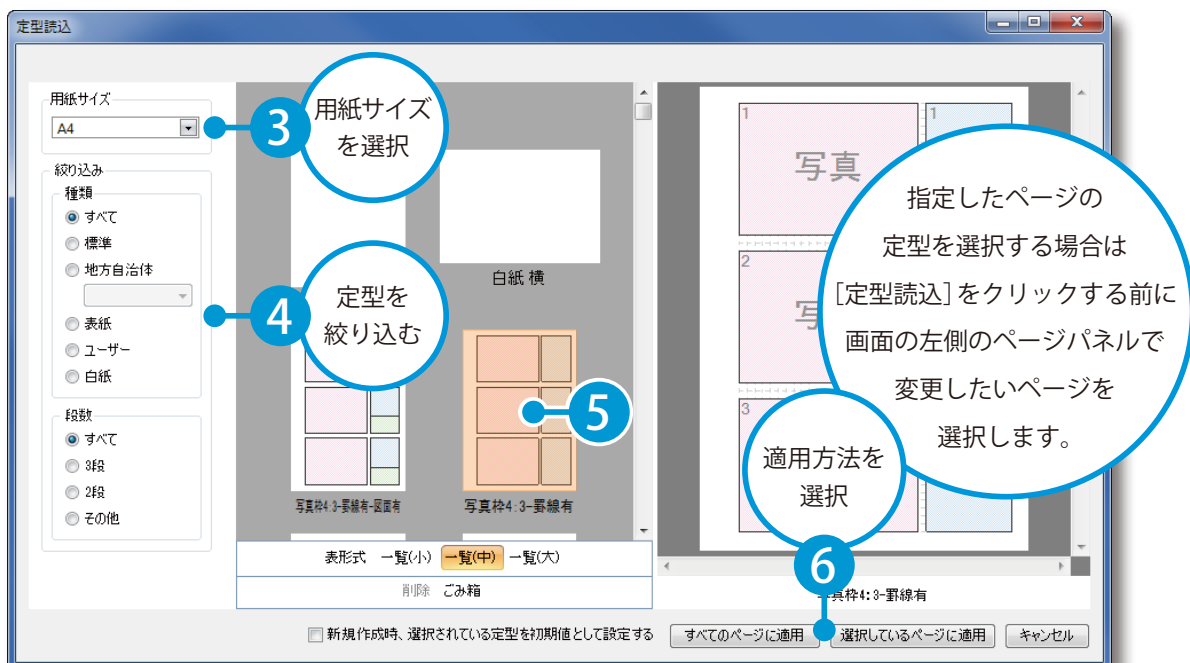 定型読込
用紙サイズ
A4
3
用紙サイズ
を選択
絞り込み
種類
すべて
標準
地方自治体
表紙
ユーザー
白紙
4
定型を
絞り込む
段数
すべて
3段
2段
その他
白紙 横
5
写真枠4:3-罫線有-図面有
写真枠4:3-罫線有
表形式 一覧(小) 一覧(中) 一覧(大)
削除 ごみ箱
1
写真
1
2
3
指定したページの
定型を選択する場合は
[定型読込]をクリックする前に
画面の左側のページパネルで
変更したいページを
選択します。
適用方法を
選択
6
真枠4:3-罫線有
新規作成時、選択されている定型を初期値として設定する
すべてのページに適用
選択しているページに適用
キャンセル